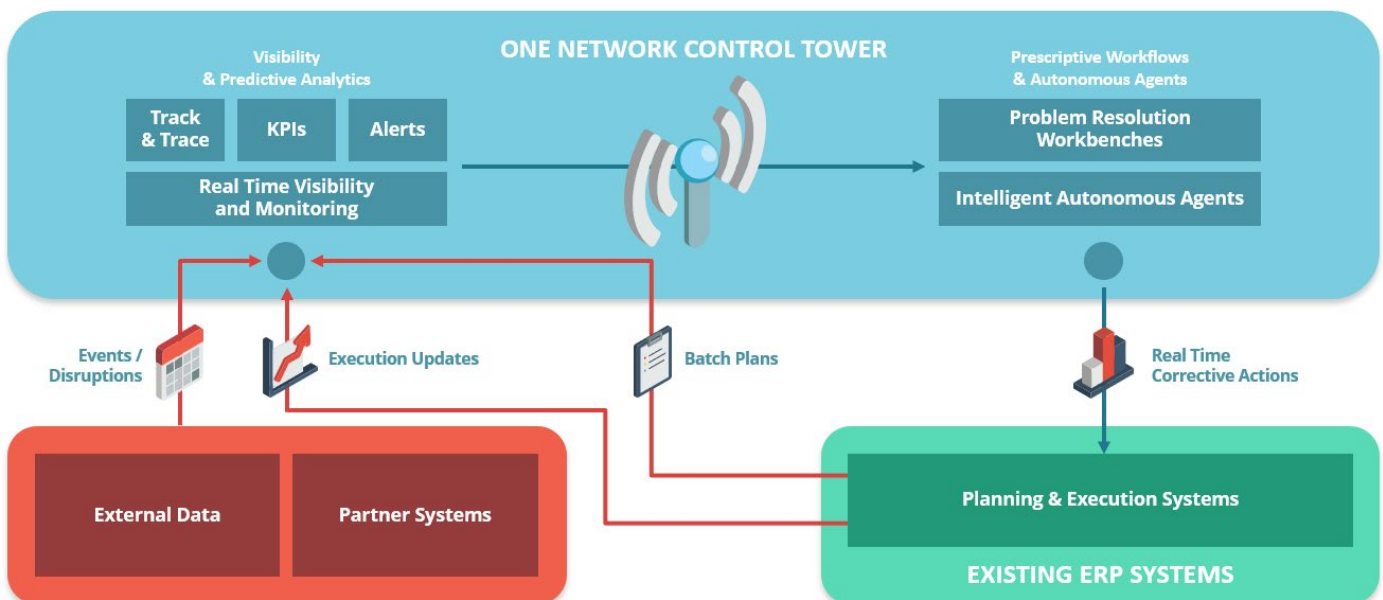 ONE NETWORK CONTROL TOWER
Visibility
& Predictive Analytics
Track
& Trace
KPIs
Alerts
Real Time Visibility
and Monitoring
Prescriptive Workflows
& Autonomous Agents
Problem Resolution
Workbenches
Intelligent Autonomous Agents
Events /
Disruptions
Execution Updates
Batch Plans
Real Time
Corrective Actions
External Data
Partner Systems
Planning & Execution Systems
EXISTING ERP SYSTEMS